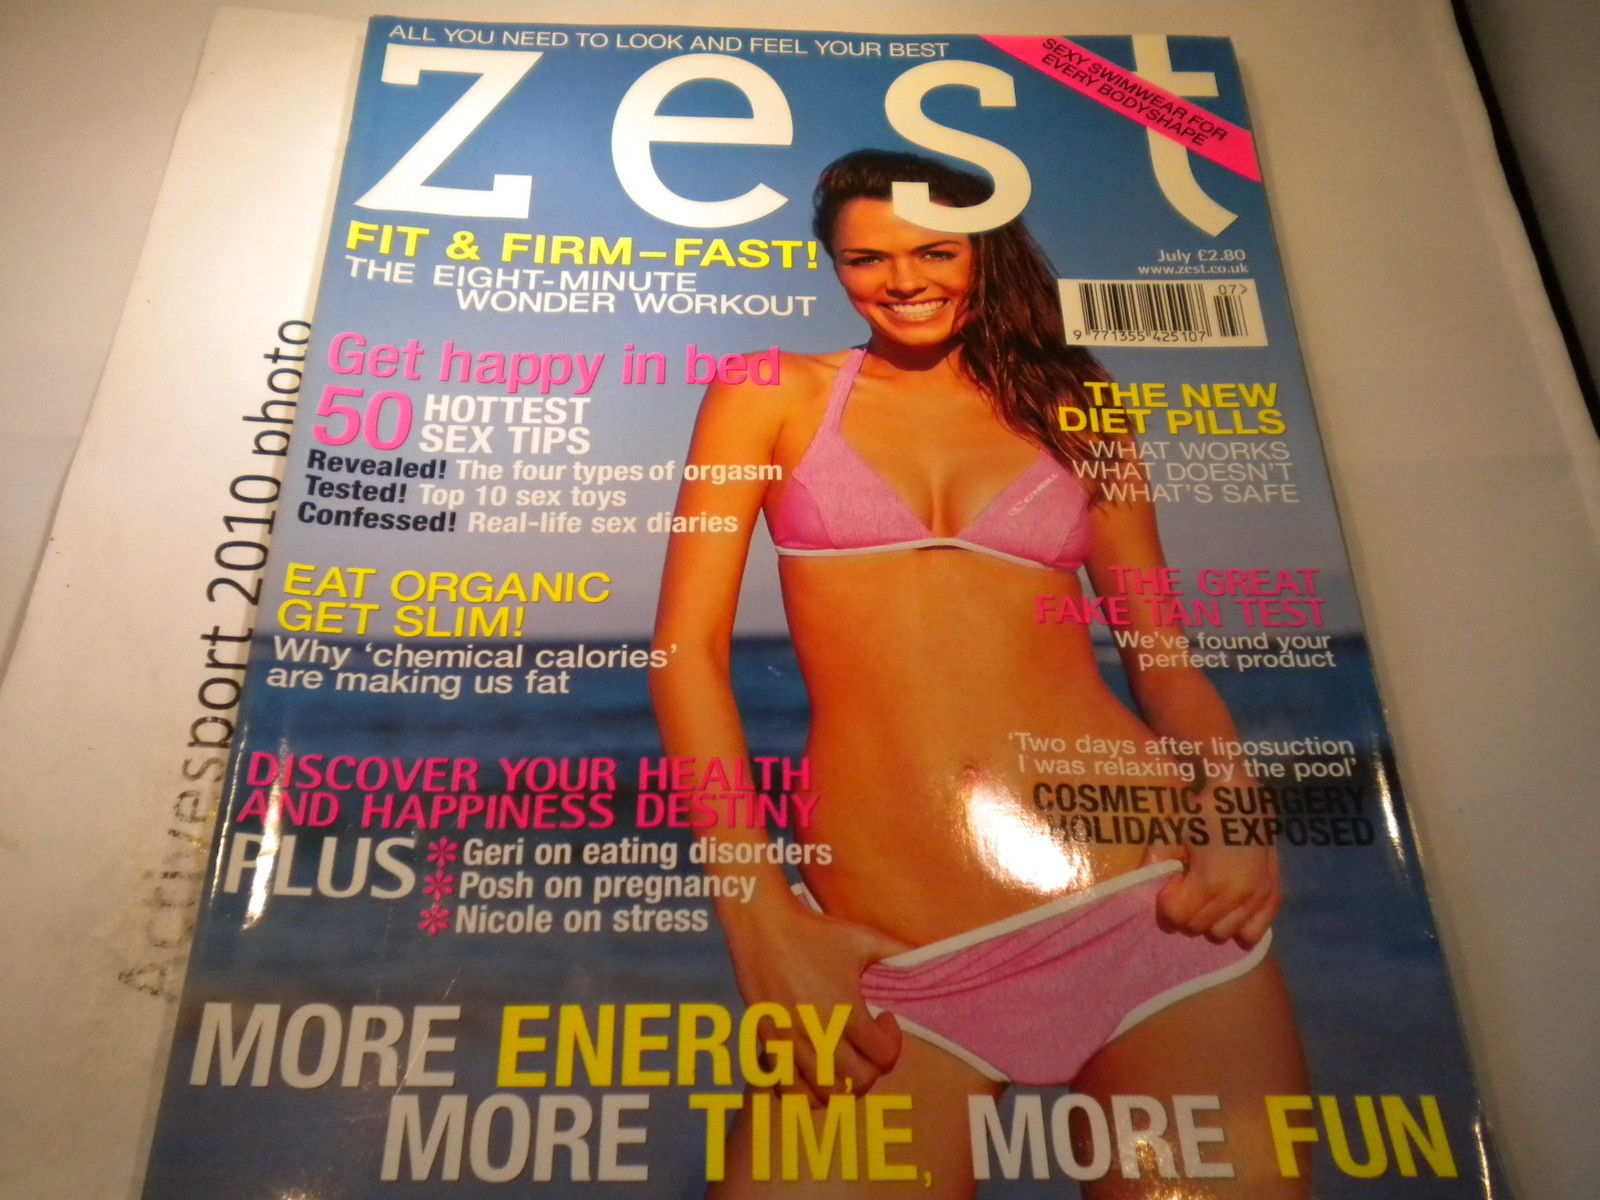 ALL YOU NEED TO LOOK AND FEEL YOUR BEST
zest
SEXY SWIMWEAR FOR
EVERY BODYSHAPE
July £2.80
www.zest.co.uk
07>
9 771355 425107
FIT & FIRM–FAST!
THE EIGHT-MINUTE
WONDER WORKOUT
Get happy in bed
50 HOTTEST
SEX TIPS
Revealed! The four types of orgasm
Tested! Top 10 sex toys
Confessed! Real-life sex diaries
EAT ORGANIC
GET SLIM!
Why ‘chemical calories’
are making us fat
DISCOVER YOUR HEALTH
AND HAPPINESS DESTINY
PLUS * Geri on eating disorders
* Posh on pregnancy
* Nicole on stress
THE NEW
DIET PILLS
WHAT WORKS
WHAT DOESN'T
WHAT'S SAFE
THE GREAT
FAKE TAN TEST
We've found your
perfect product
‘Two days after liposuction
I was relaxing by the pool’
COSMETIC SURGERY
HOLIDAYS EXPOSED
MORE ENERGY,
MORE TIME, MORE FUN
O'NEILL
Activesport 2010 photo